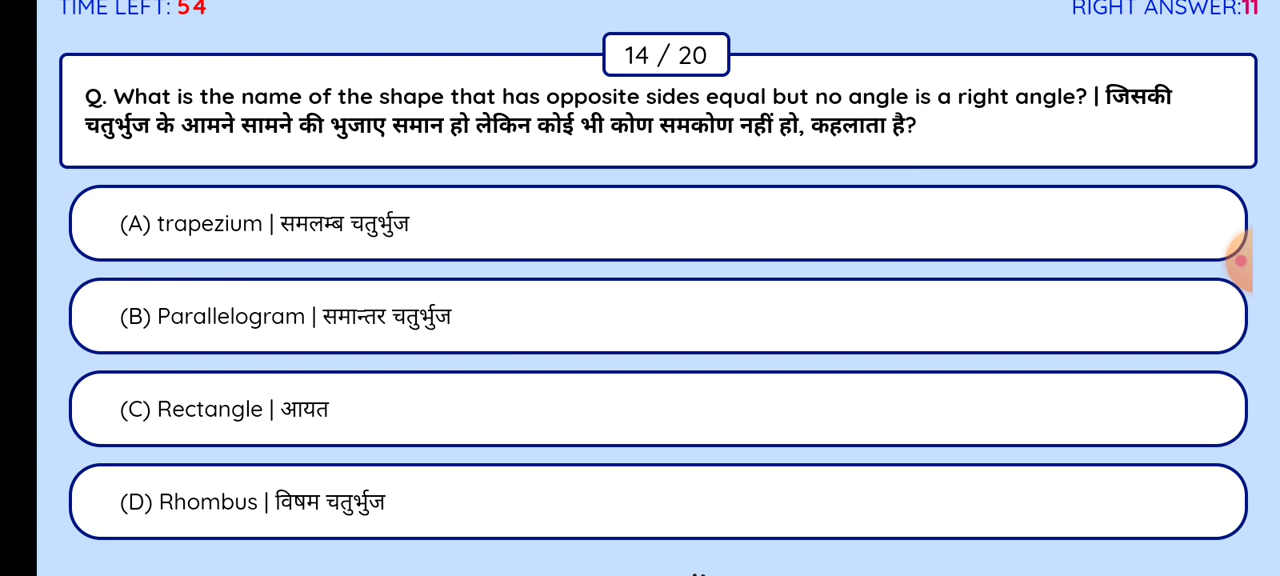 TIME LEFT: 54
RIGHT ANSWER:11
14 / 20
Q. What is the name of the shape that has opposite sides equal but no angle is a right angle? | जिसकी
चतुर्भुज के आमने सामने की भुजाए समान हो लेकिन कोई भी कोण समकोण नहीं हो, कहलाता है?
(A) trapezium | समलम्ब चतुर्भुज
(B) Parallelogram | समान्तर चतुर्भुज
(C) Rectangle | आयत
(D) Rhombus | विषम चतुर्भुज